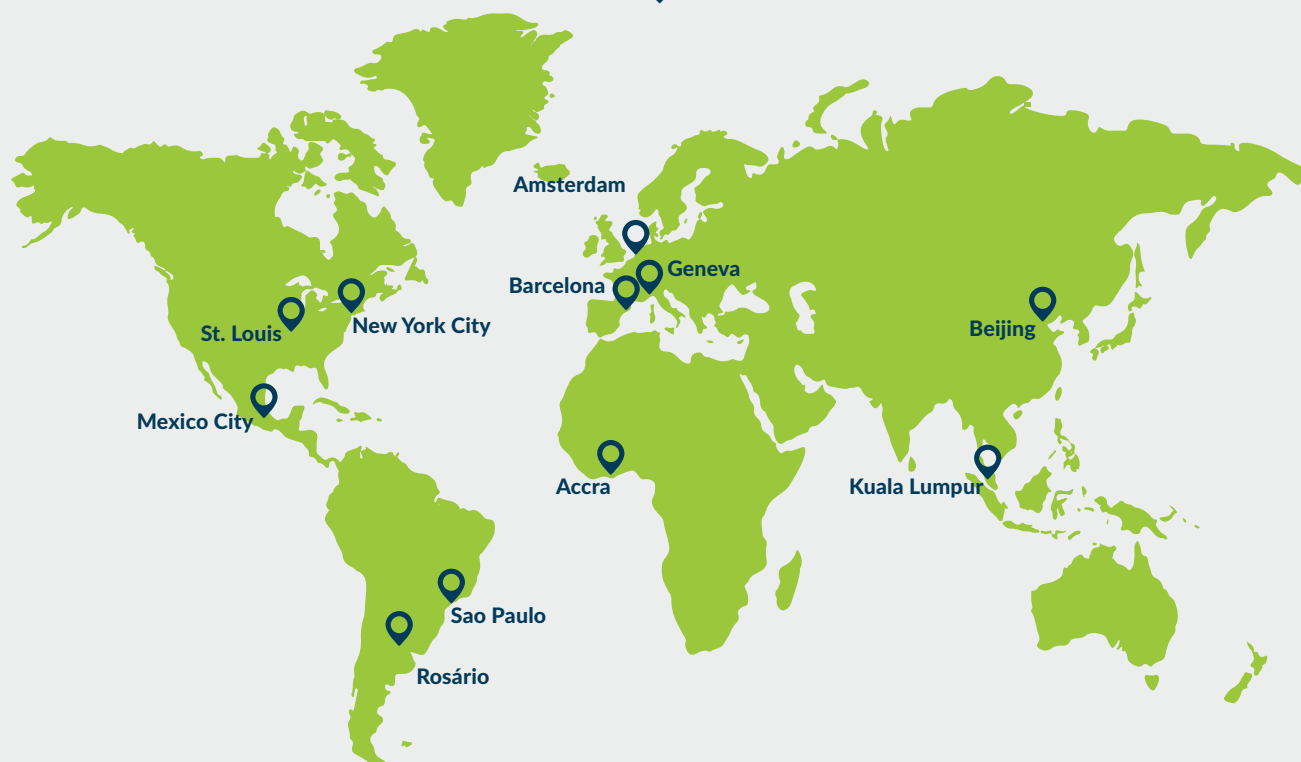 Amsterdam
Geneva
Barcelona
New York City
St. Louis
Beijing
Mexico City
Accra
Kuala Lumpur
Sao Paulo
Rosário